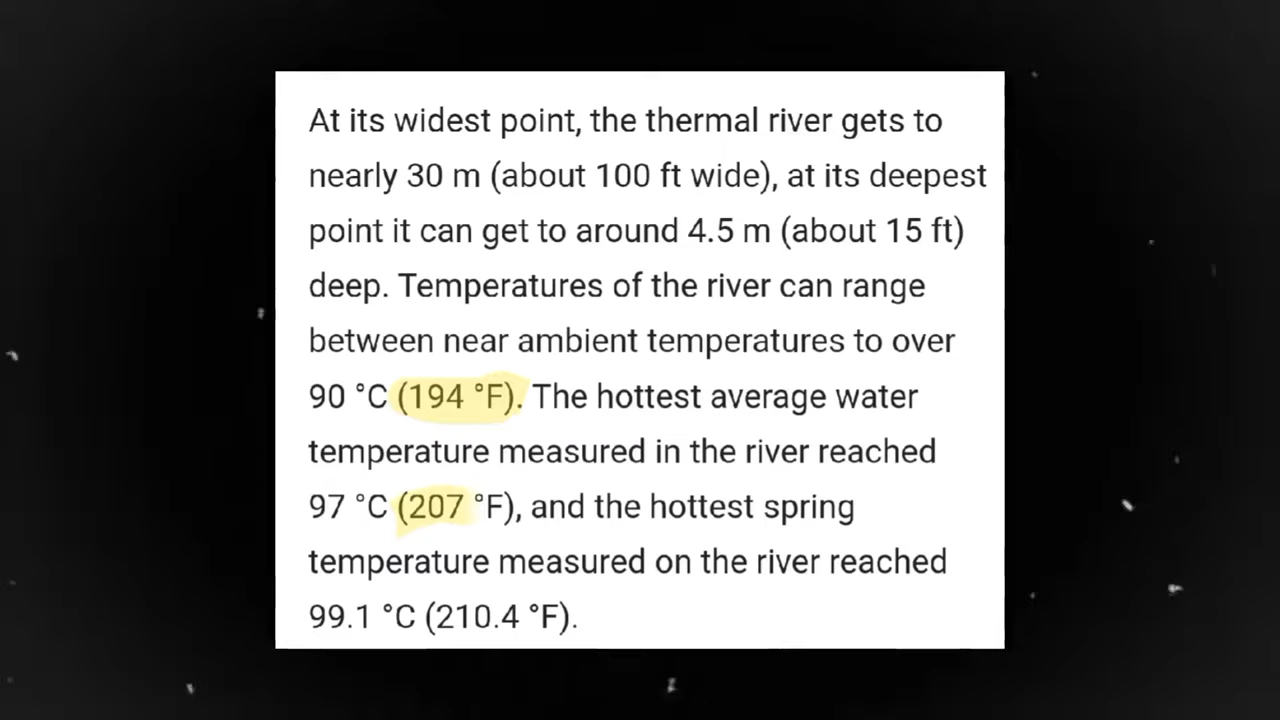 At its widest point, the thermal river gets to
nearly 30 m (about 100 ft wide), at its deepest
point it can get to around 4.5 m (about 15 ft)
deep. Temperatures of the river can range
between near ambient temperatures to over
90 °C (194 °F). The hottest average water
temperature measured in the river reached
97 °C (207 °F), and the hottest spring
temperature measured on the river reached
99.1 °C (210.4 °F).